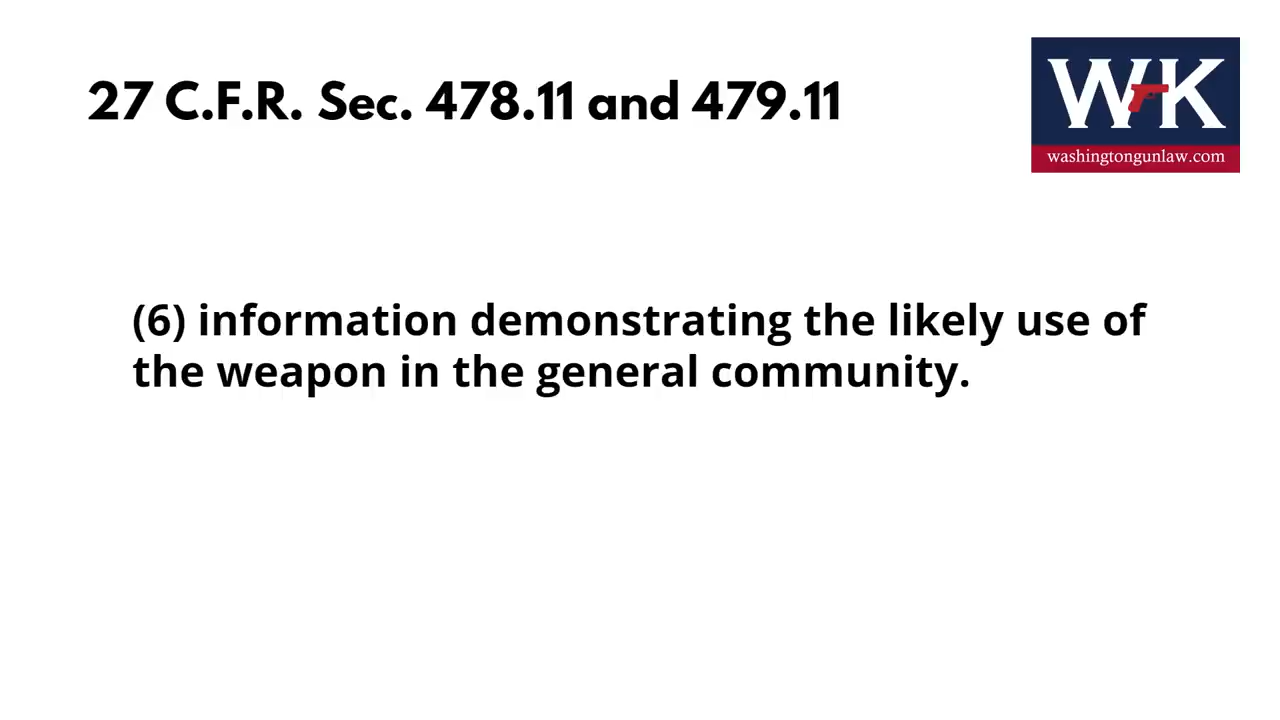 27 C.F.R. Sec. 478.11 and 479.11
WK
washingtongunlaw.com
(6) information demonstrating the likely use of
the weapon in the general community.